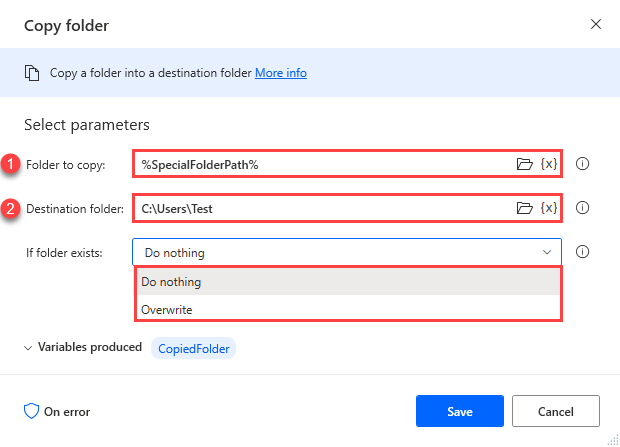 Copy folder
Copy a folder into a destination folder More info
Select parameters
1 Folder to copy: %SpecialFolderPath% {x}
2 Destination folder: C:\Users\Test {x}
If folder exists: Do nothing
Do nothing
Overwrite
Variables produced CopiedFolder
On error Save Cancel